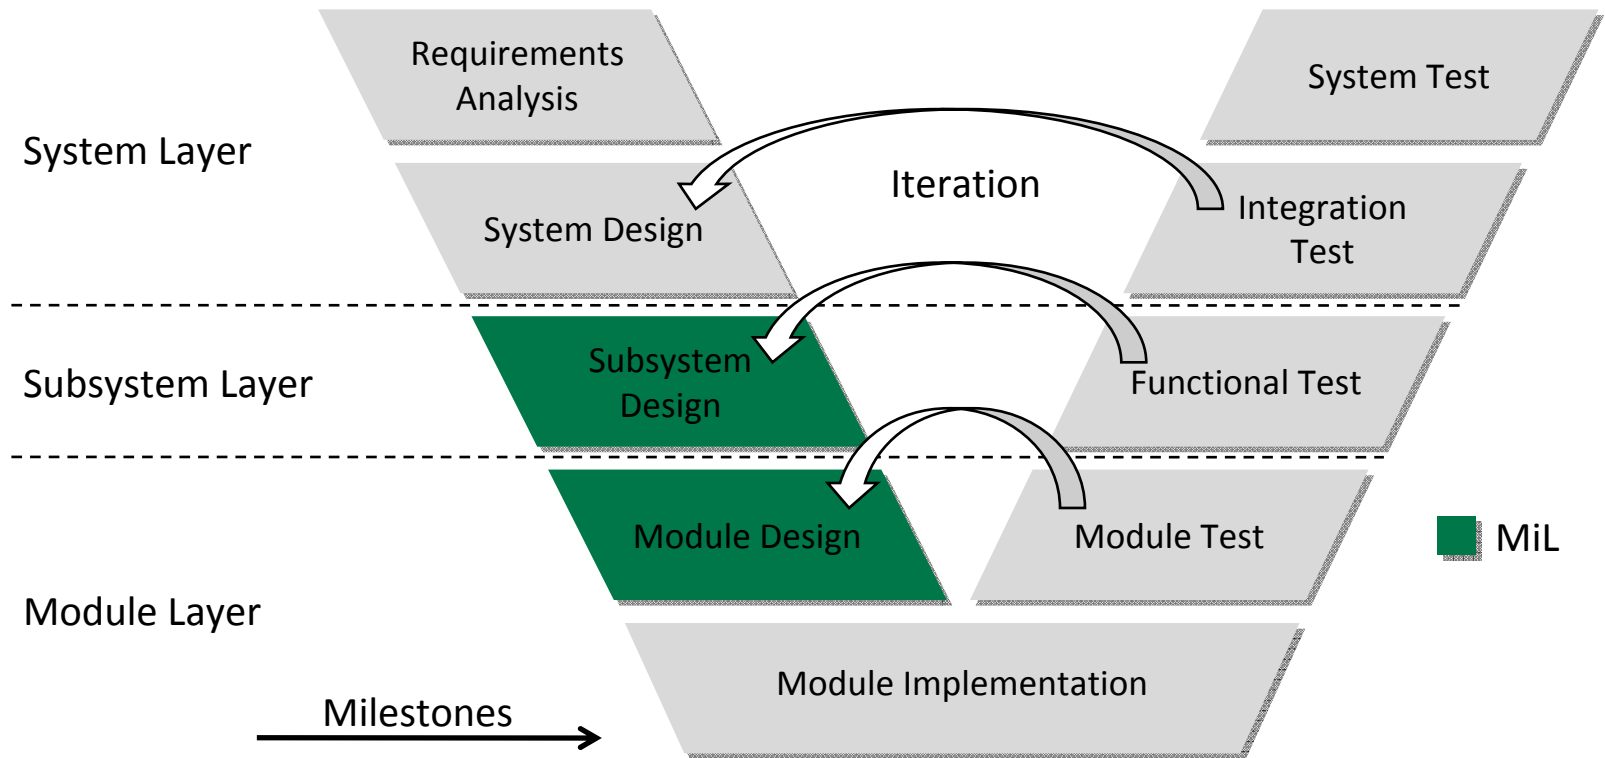 Requirements
Analysis
System Test
System Layer
Iteration
System Design
Integration
Test
Subsystem Layer
Subsystem
Design
Functional Test
Module Design
Module Test
MiL
Module Layer
Module Implementation
Milestones